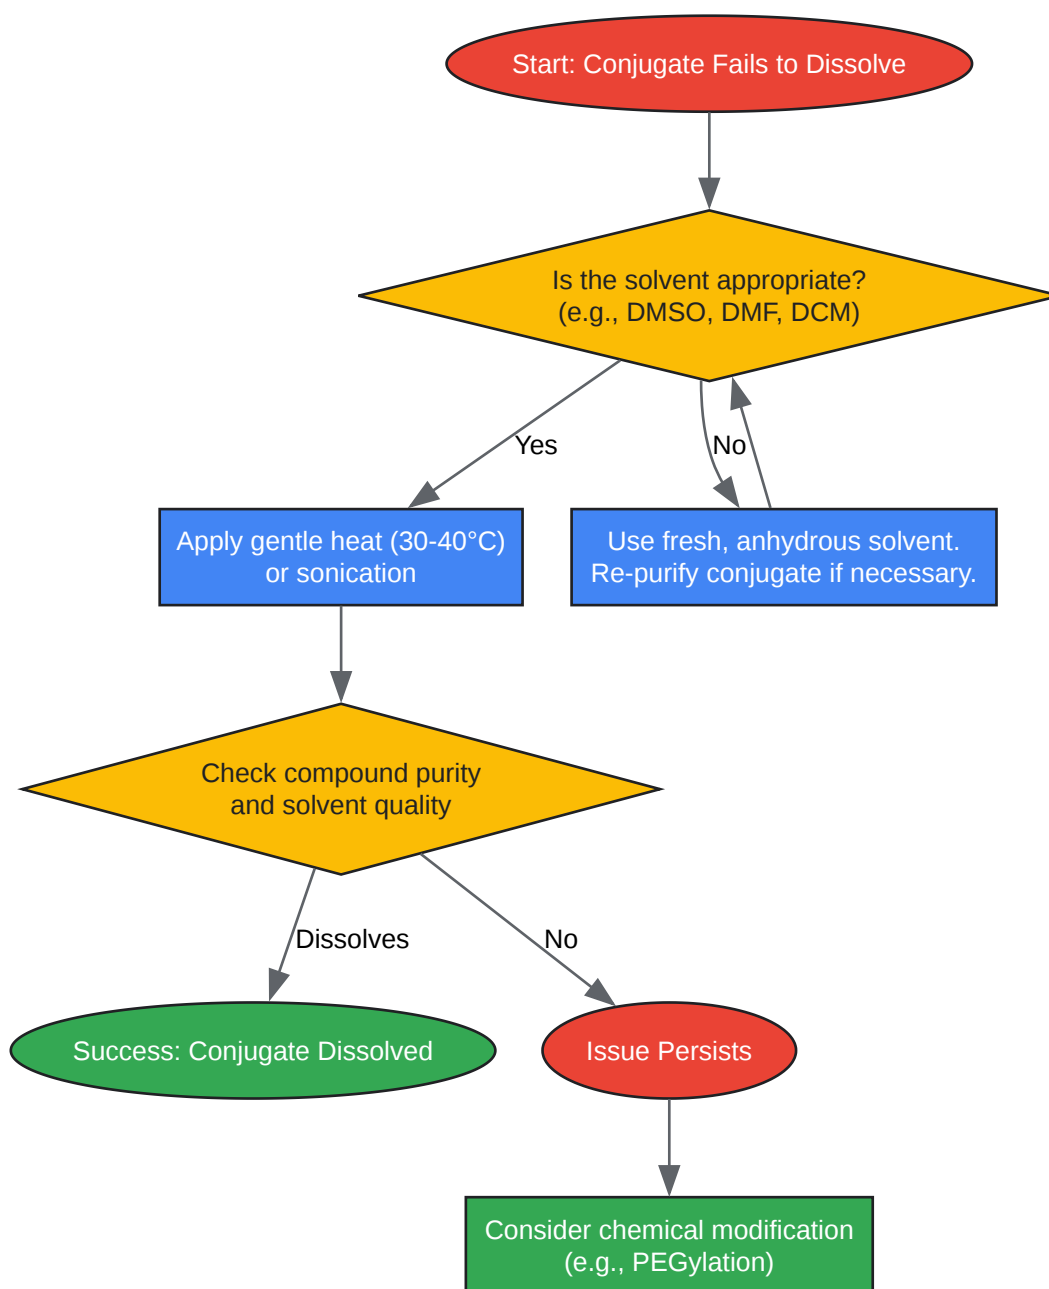 Start: Conjugate Fails to Dissolve
Is the solvent appropriate?
(e.g., DMSO, DMF, DCM)
Yes
No
Apply gentle heat (30-40°C)
or sonication
Use fresh, anhydrous solvent.
Re-purify conjugate if necessary.
Check compound purity
and solvent quality
Dissolves
No
Success: Conjugate Dissolved
Issue Persists
Consider chemical modification
(e.g., PEGylation)